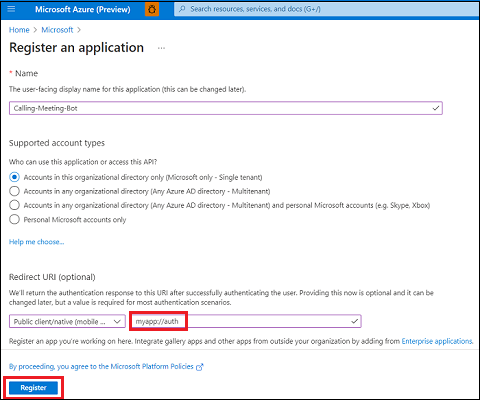 Microsoft Azure (Preview)
Search resources, services, and docs (G+/)
Home > Microsoft >
Register an application ...
* Name
The user-facing display name for this application (this can be changed later).
Calling-Meeting-Bot
Supported account types
Who can use this application or access this API?
Accounts in this organizational directory only (Microsoft only - Single tenant)
Accounts in any organizational directory (Any Azure AD directory - Multitenant)
Accounts in any organizational directory (Any Azure AD directory - Multitenant) and personal Microsoft accounts (e.g. Skype, Xbox)
Personal Microsoft accounts only
Help me choose...
Redirect URI (optional)
We'll return the authentication response to this URI after successfully authenticating the user. Providing this now is optional and it can be
changed later, but a value is required for most authentication scenarios.
Public client/native (mobile ... myapp://auth
Register an app you're working on here. Integrate gallery apps and other apps from outside your organization by adding from Enterprise applications.
By proceeding, you agree to the Microsoft Platform Policies
Register